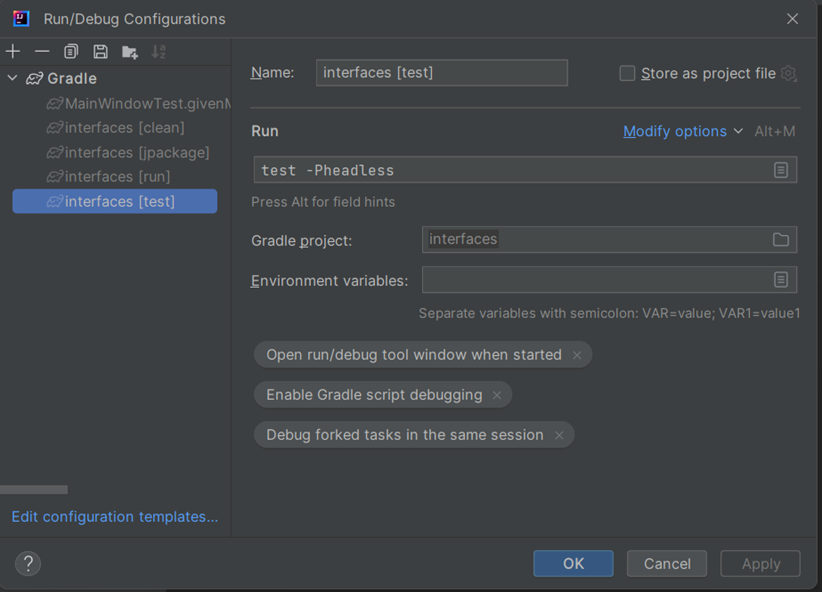 Run/Debug Configurations
Name: interfaces [test] Store as project file
Gradle
MainWindowTest.givenM
interfaces [clean]
interfaces [jpackage]
interfaces [run]
interfaces [test]
Run Modify options Alt+M
test -Pheadless
Press Alt for field hints
Gradle project: interfaces
Environment variables:
Separate variables with semicolon: VAR=value; VAR1=value1
Open run/debug tool window when started ×
Enable Gradle script debugging ×
Debug forked tasks in the same session ×
Edit configuration templates...
? OK Cancel Apply